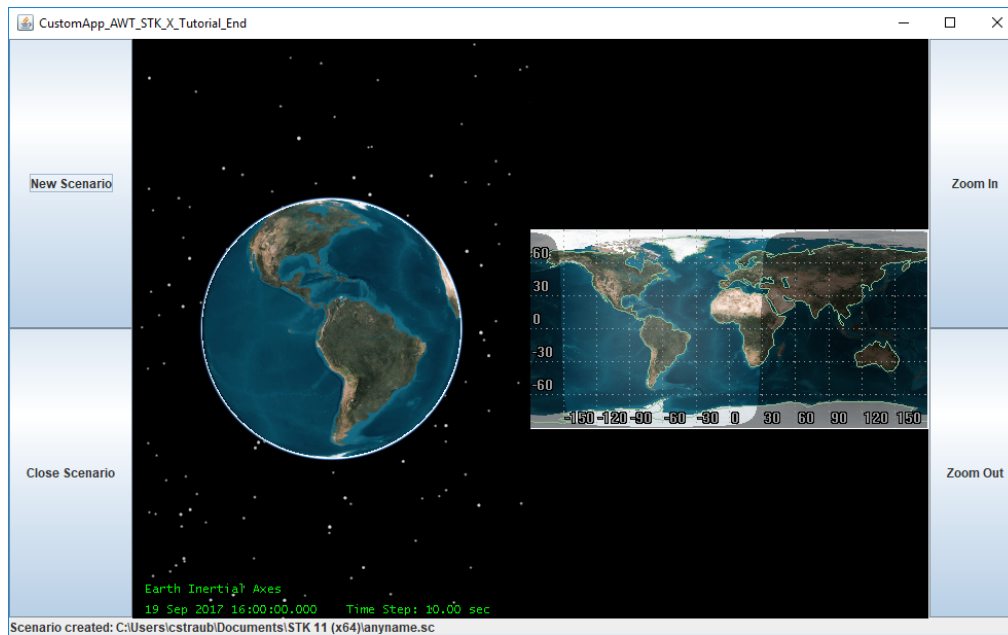 CustomApp_AWT_STK_X_Tutorial_End
New Scenario
Close Scenario
60
30
0
-30
-60
-150 -120 -90 -60 -30 0 30 60 90 120 150
Earth Inertial Axes
19 Sep 2017 16:00:00.000 Time Step: 10.00 sec
Zoom In
Zoom Out
Scenario created: C:\Users\cstraub\Documents\STK 11 (x64)\anyname.sc